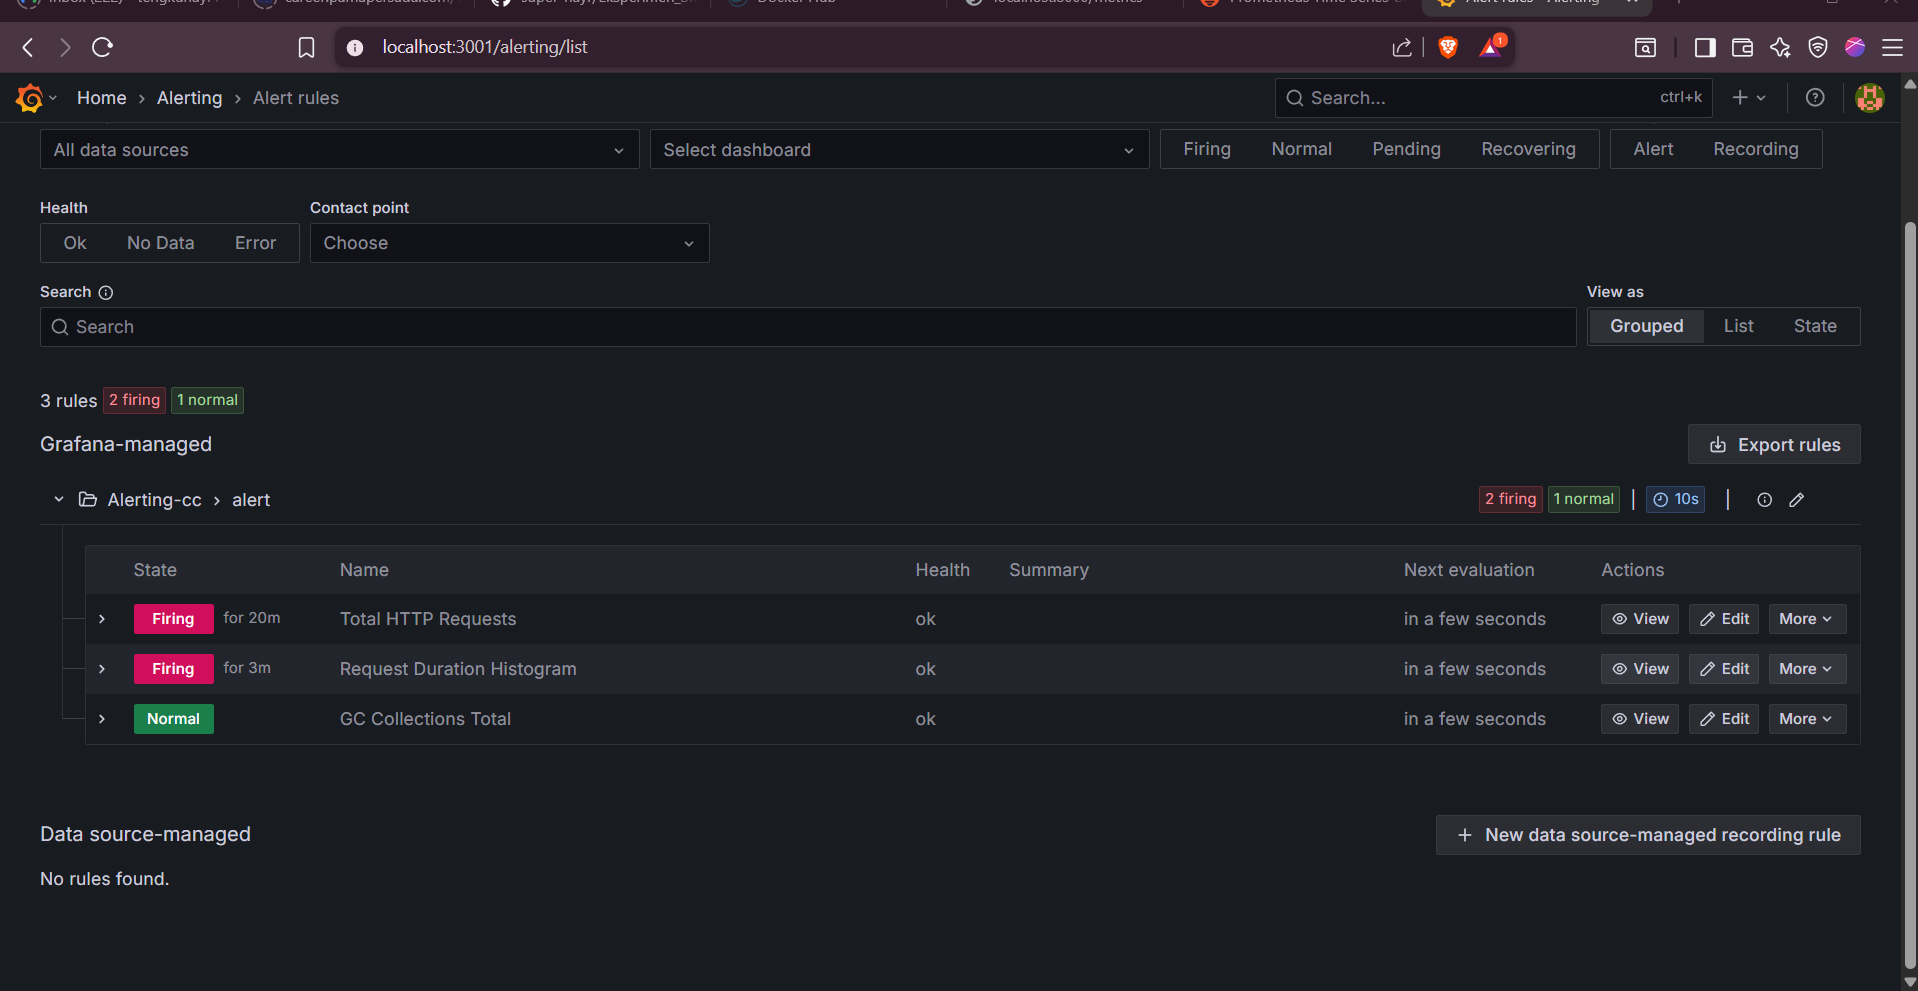 localhost:3001/alerting/list
1
Home › Alerting › Alert rules
Search... ctrl+k
All data sources
Select dashboard
Firing Normal Pending Recovering
Alert Recording
Health
Contact point
Ok No Data Error
Choose
Search
View as
Search
Grouped List State
3 rules 2 firing 1 normal
Grafana-managed
Export rules
Alerting-cc › alert
2 firing 1 normal | 10s |
State Name Health Summary Next evaluation Actions
Firing for 20m Total HTTP Requests ok in a few seconds View Edit More
Firing for 3m Request Duration Histogram ok in a few seconds View Edit More
Normal GC Collections Total ok in a few seconds View Edit More
Data source-managed
+ New data source-managed recording rule
No rules found.